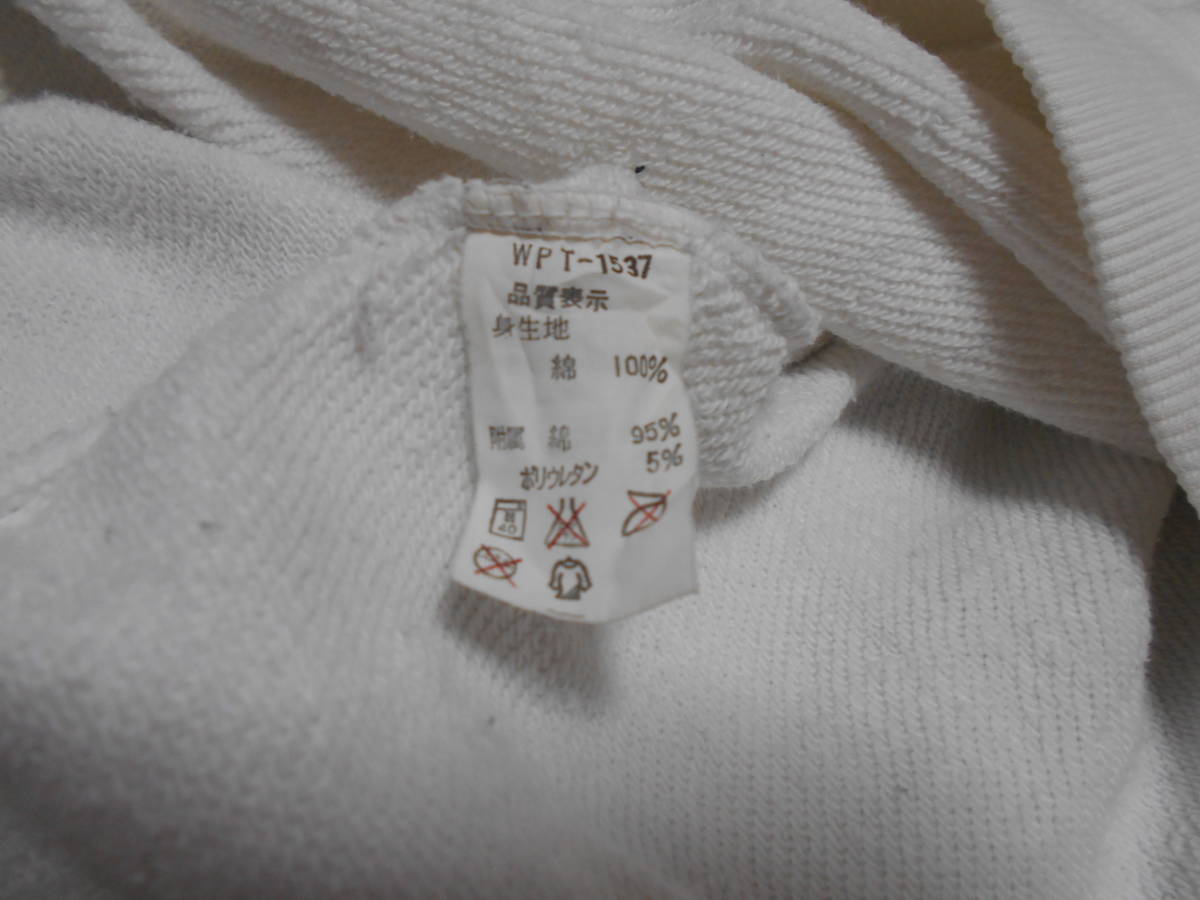 WPT-1537
品質表示
身生地
綿 100%
附属 綿 95%
ポリウレタン 5%
40